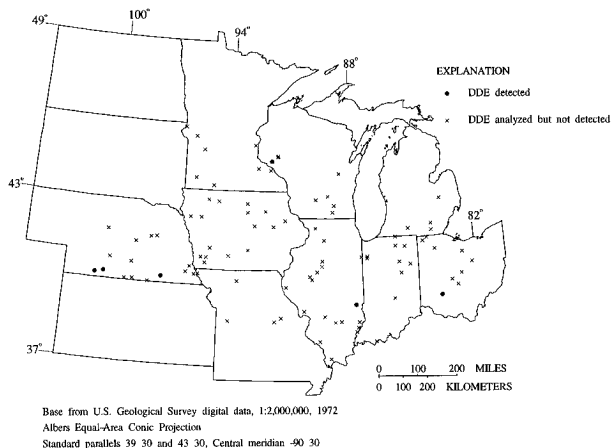 49°
100°
94°
88°
EXPLANATION
● DDE detected
× DDE analyzed but not detected
43°
82°
37°
0 100 200 MILES
0 100 200 KILOMETERS
Base from U.S. Geological Survey digital data, 1:2,000,000, 1972
Albers Equal-Area Conic Projection
Standard parallels 39 30 and 43 30, Central meridian -90 30